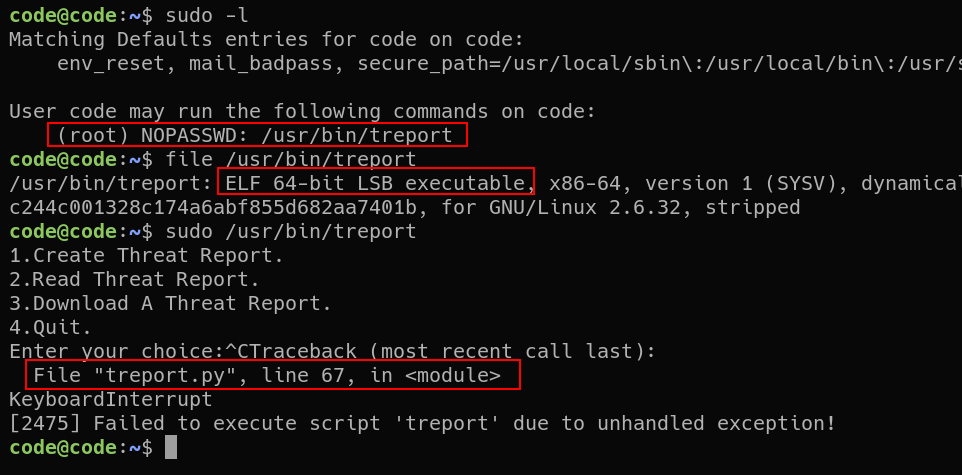 code@code:~$ sudo -l
Matching Defaults entries for code on code:
    env_reset, mail_badpass, secure_path=/usr/local/sbin\:/usr/local/bin\:/usr/s

User code may run the following commands on code:
    (root) NOPASSWD: /usr/bin/treport
code@code:~$ file /usr/bin/treport
/usr/bin/treport: ELF 64-bit LSB executable, x86-64, version 1 (SYSV), dynamical
c244c001328c174a6abf855d682aa7401b, for GNU/Linux 2.6.32, stripped
code@code:~$ sudo /usr/bin/treport
1.Create Threat Report.
2.Read Threat Report.
3.Download A Threat Report.
4.Quit.
Enter your choice:^CTraceback (most recent call last):
  File "treport.py", line 67, in <module>
KeyboardInterrupt
[2475] Failed to execute script 'treport' due to unhandled exception!
code@code:~$